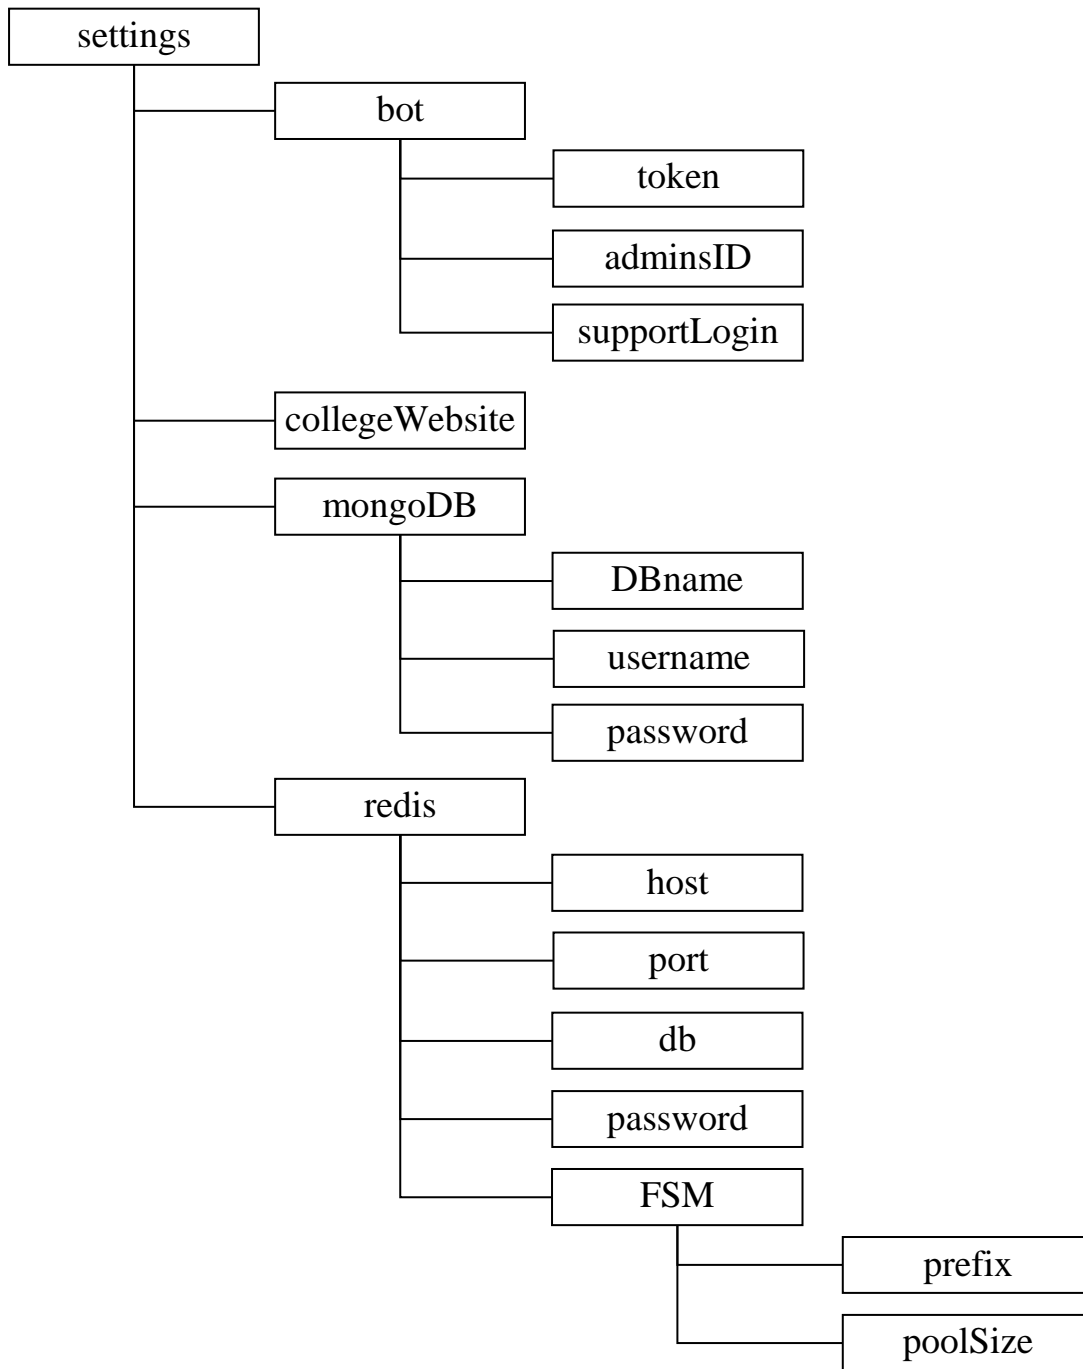 settings
bot
token
adminsID
supportLogin
collegeWebsite
mongoDB
DBname
username
password
redis
host
port
db
password
FSM
prefix
poolSize